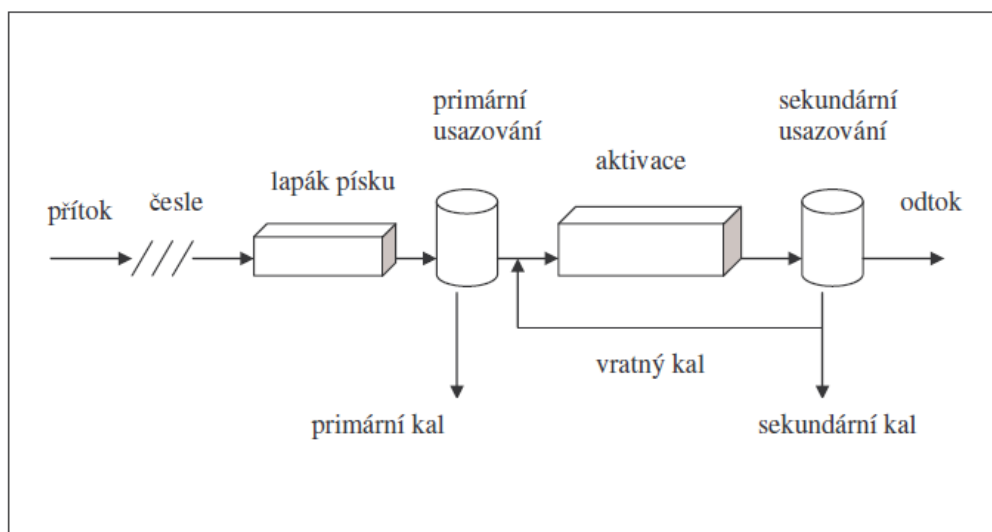 primární
usazování
sekundární
usazování
aktivace
lapák písku
česle
přítok
odtok
vratný kal
primární kal
sekundární kal